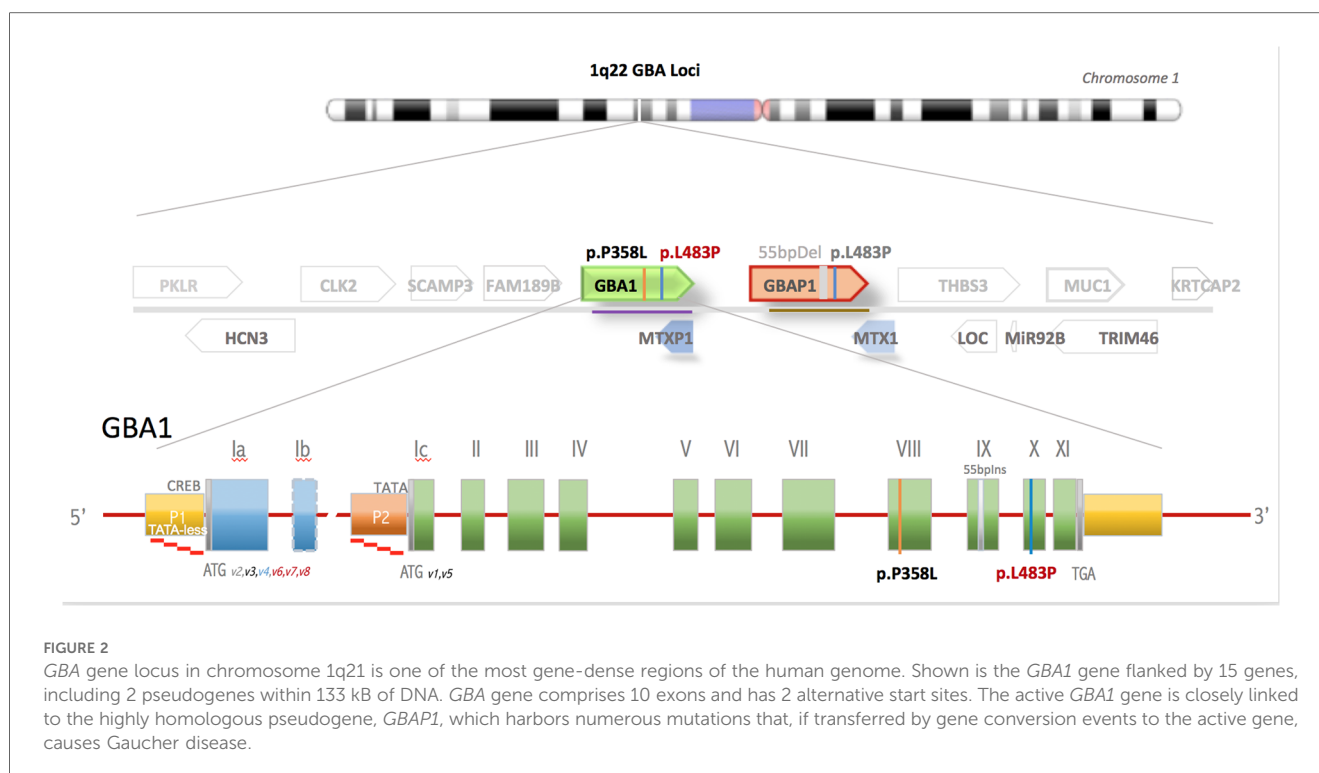 1q22 GBA Loci
Chromosome 1
p.P358L p.L483P 55bpDel p.L483P
PKLR CLK2 SCAMP3 FAM189B GBA1 GBAP1 THBS3 MUC1 KRTCAP2
HCN3 MTXP1 MTX1 LOC MiR92B TRIM46
GBA1
Ia Ib Ic II III IV V VI VII VIII IX X XI
55bpIns
CREB TATA
5’ P1 P2 3’
TATA-less
ATG v2,v3,v4,v6,v7,v8 ATG v1,v5 p.P358L p.L483P TGA
FIGURE 2
GBA gene locus in chromosome 1q21 is one of the most gene-dense regions of the human genome. Shown is the GBA1 gene flanked by 15 genes,
including 2 pseudogenes within 133 kB of DNA. GBA gene comprises 10 exons and has 2 alternative start sites. The active GBA1 gene is closely linked
to the highly homologous pseudogene, GBAP1, which harbors numerous mutations that, if transferred by gene conversion events to the active gene,
causes Gaucher disease.